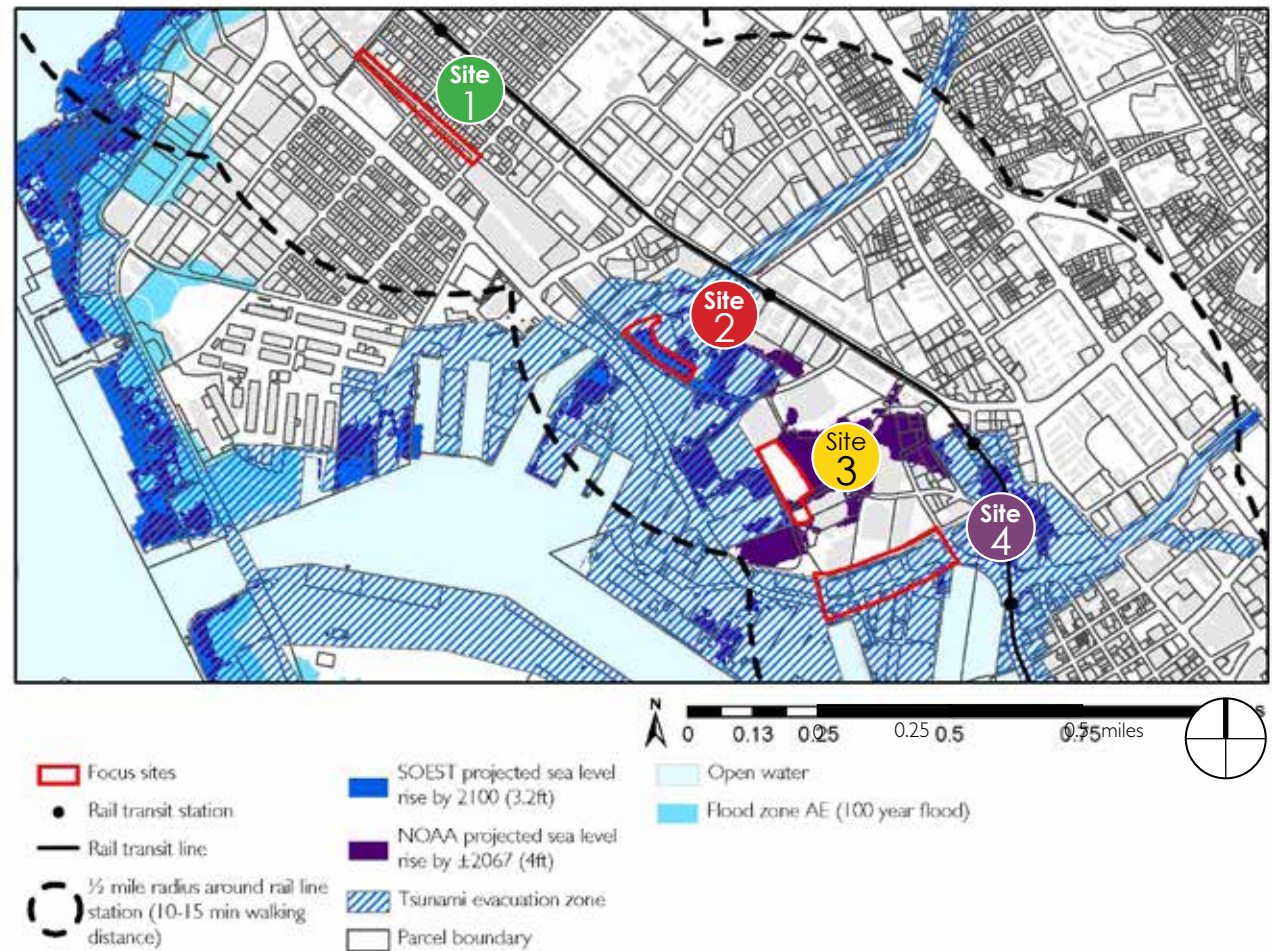 Site
1
Site
2
Site
3
Site
4
N
0 0.13 0.25 0.25 0.5 0.75 miles
Focus sites
Rail transit station
Rail transit line
½ mile radius around rail line
station (10-15 min walking
distance)
SOEST projected sea level
rise by 2100 (3.2ft)
NOAA projected sea level
rise by ±2067 (4ft)
Tsunami evacuation zone
Parcel boundary
Open water
Flood zone AE (100 year flood)